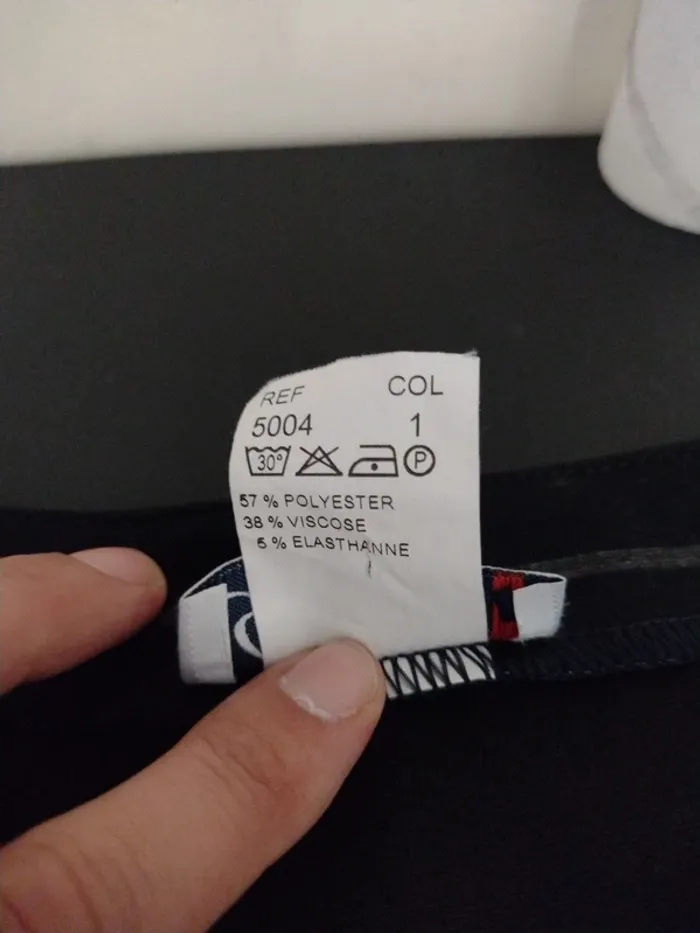 REF COL
5004 1
30° P
57 % POLYESTER
38 % VISCOSE
5 % ELASTHANNE